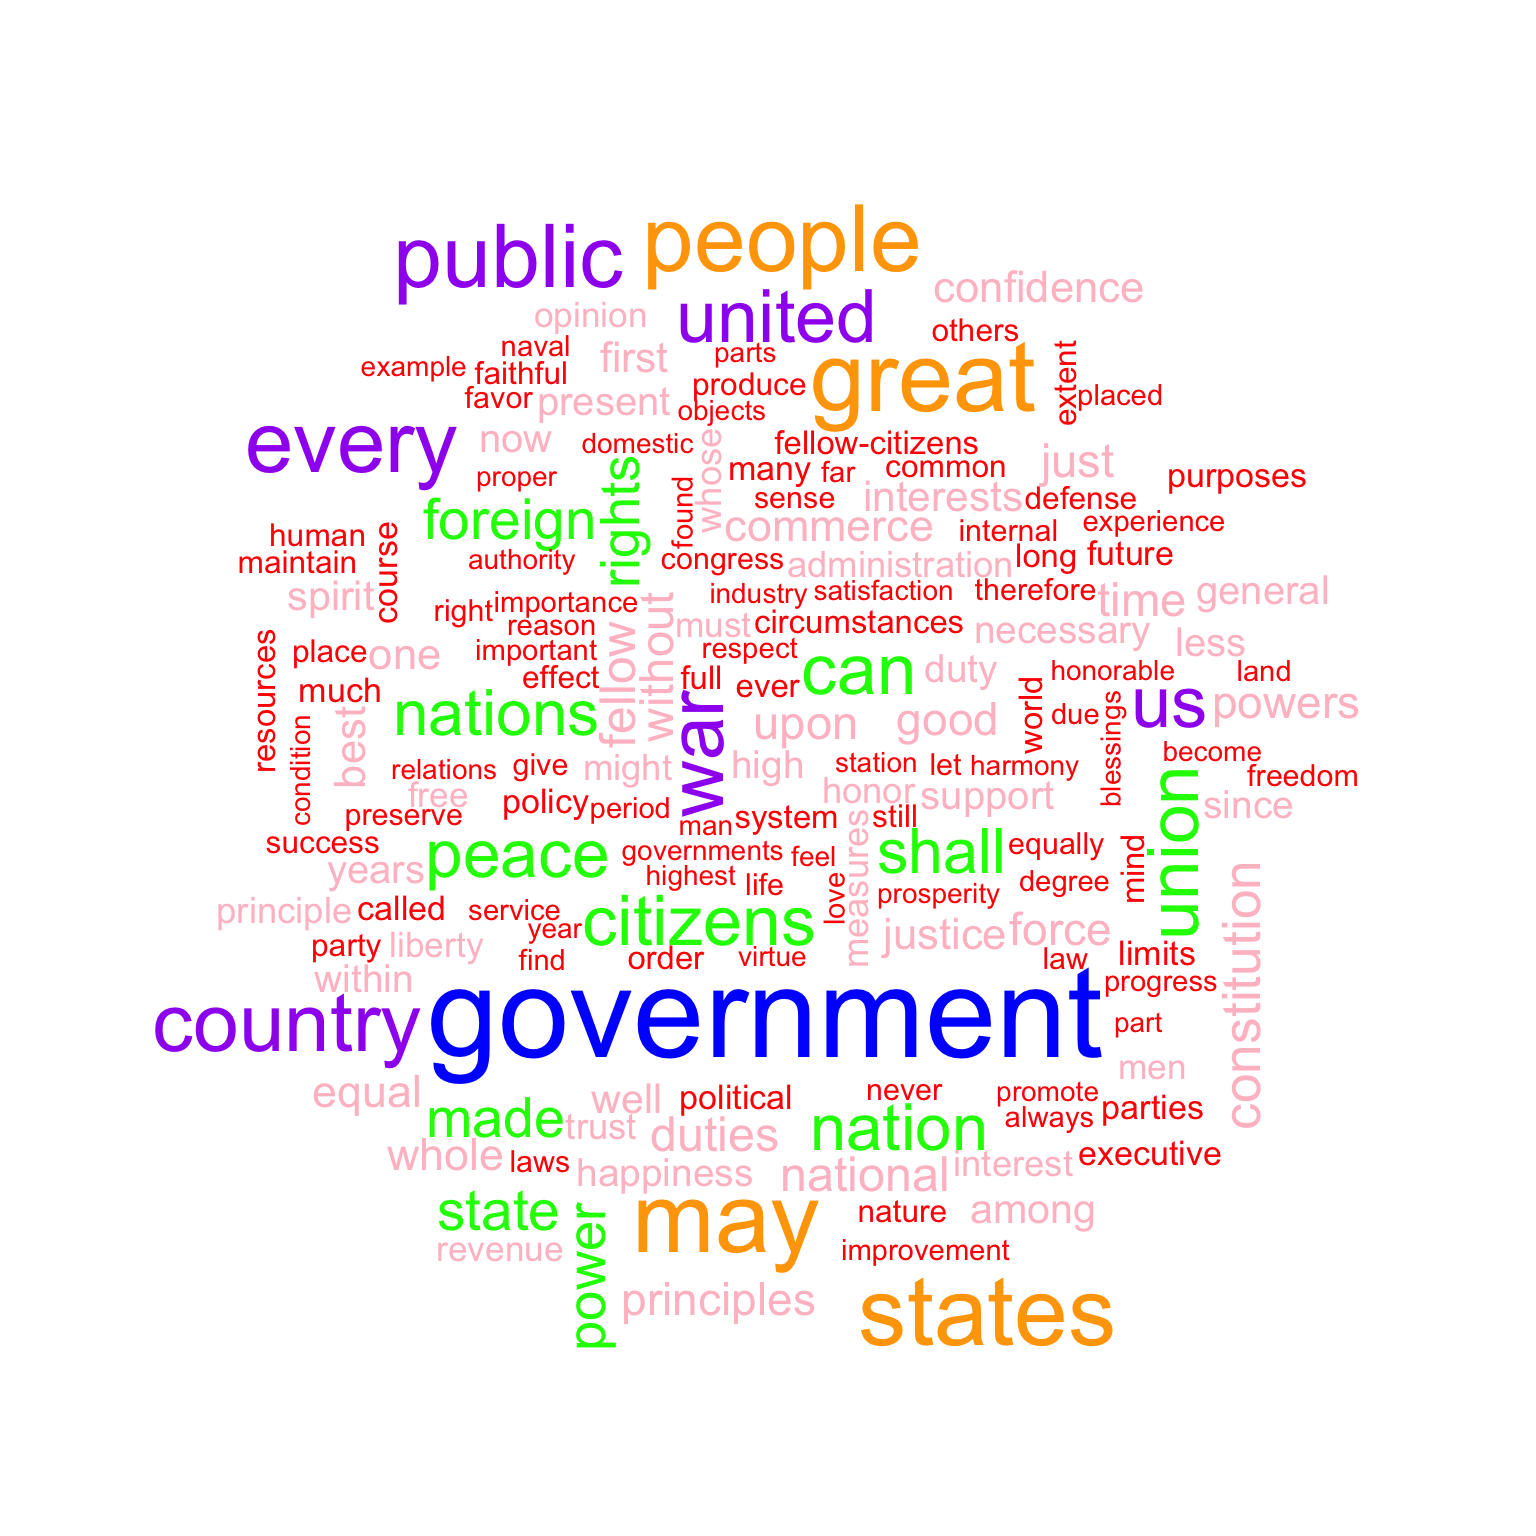 people
public
confidence
united
opinion
others
naval
first
parts
great
example
faithful
produce
extent
favor
present
objects
placed
every
now
domestic
whose
fellow-citizens
just
many
far
common
proper
rights
found
sense
interests
defense
purposes
foreign
commerce
internal
experience
human
course
maintain
authority
congress
administration
long
future
spirit
industry
satisfaction
therefore
time
general
right
importance
without
reason
fellow
must
circumstances
necessary
less
resources
place
one
important
respect
can
duty
honorable
land
much
effect
full
ever
world
us
powers
nations
war
upon
good
due
blessings
best
condition
relations
give
might
high
station
let
harmony
become
freedom
free
honor
support
union
since
preserve
policy
period
man
system
still
measures
success
peace
governments
feel
shall
equally
mind
years
highest
life
love
prosperity
degree
principle
called
service
year
citizens
justice
force
constitution
party
liberty
find
order
virtue
law
limits
within
government
progress
country
part
men
equal
well
political
never
promote
made
trust
duties
nation
always
parties
whole
laws
happiness
national
interest
executive
state
power
may
nature
among
revenue
improvement
principles
states